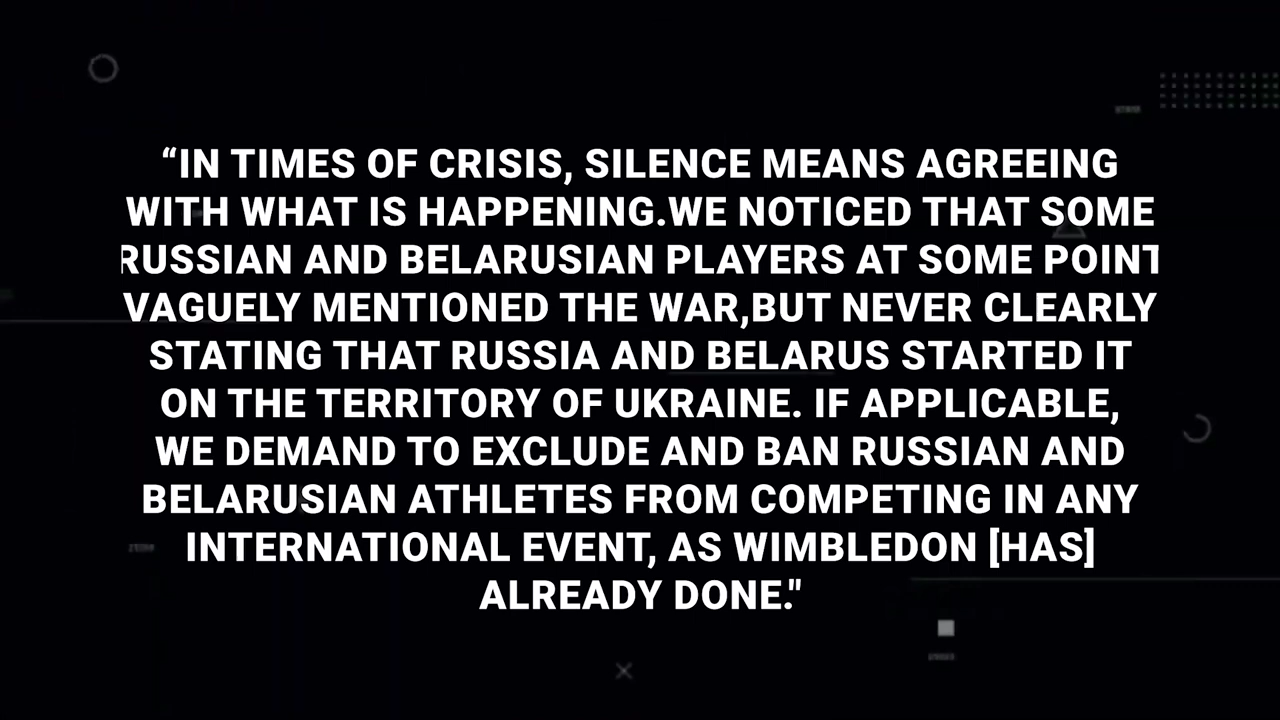 “IN TIMES OF CRISIS, SILENCE MEANS AGREEING
WITH WHAT IS HAPPENING.WE NOTICED THAT SOME
RUSSIAN AND BELARUSIAN PLAYERS AT SOME POINT
VAGUELY MENTIONED THE WAR,BUT NEVER CLEARLY
STATING THAT RUSSIA AND BELARUS STARTED IT
ON THE TERRITORY OF UKRAINE. IF APPLICABLE,
WE DEMAND TO EXCLUDE AND BAN RUSSIAN AND
BELARUSIAN ATHLETES FROM COMPETING IN ANY
INTERNATIONAL EVENT, AS WIMBLEDON [HAS]
ALREADY DONE."